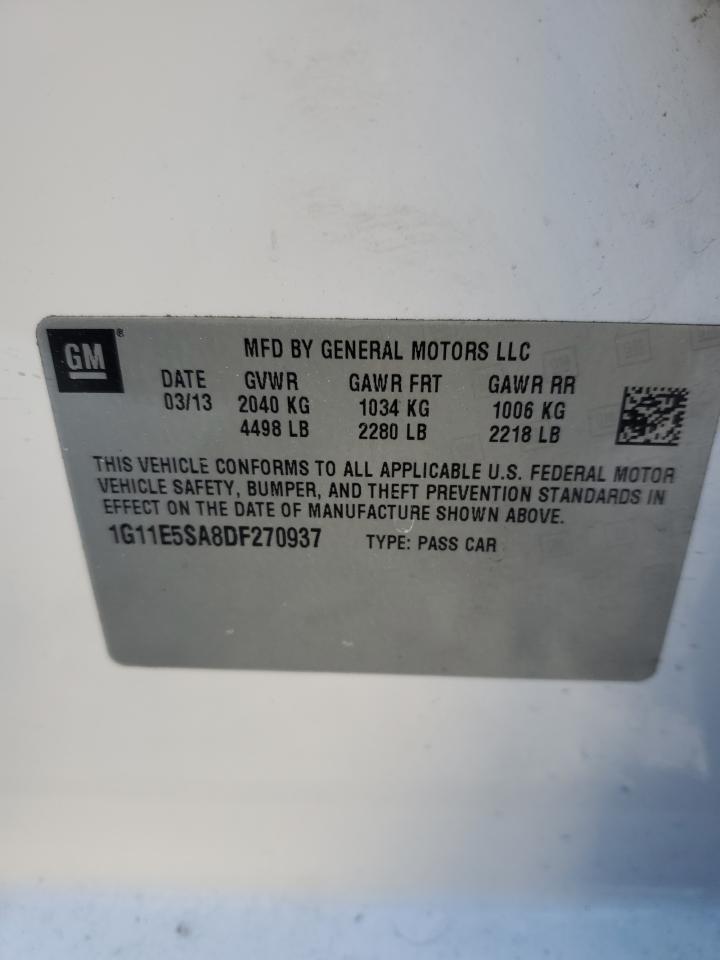 GM®
MFD BY GENERAL MOTORS LLC
DATE GVWR GAWR FRT GAWR RR
03/13 2040 KG 1034 KG 1006 KG
4498 LB 2280 LB 2218 LB
THIS VEHICLE CONFORMS TO ALL APPLICABLE U.S. FEDERAL MOTOR
VEHICLE SAFETY, BUMPER, AND THEFT PREVENTION STANDARDS IN
EFFECT ON THE DATE OF MANUFACTURE SHOWN ABOVE.
1G11E5SA8DF270937 TYPE: PASS CAR